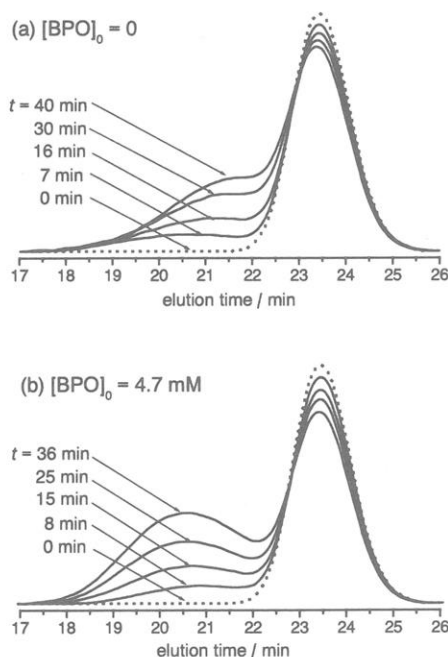 (a) [BPO]₀ = 0
t = 40 min
30 min
16 min
7 min
0 min
17 18 19 20 21 22 23 24 25 26
elution time / min
(b) [BPO]₀ = 4.7 mM
t = 36 min
25 min
15 min
8 min
0 min
17 18 19 20 21 22 23 24 25 26
elution time / min